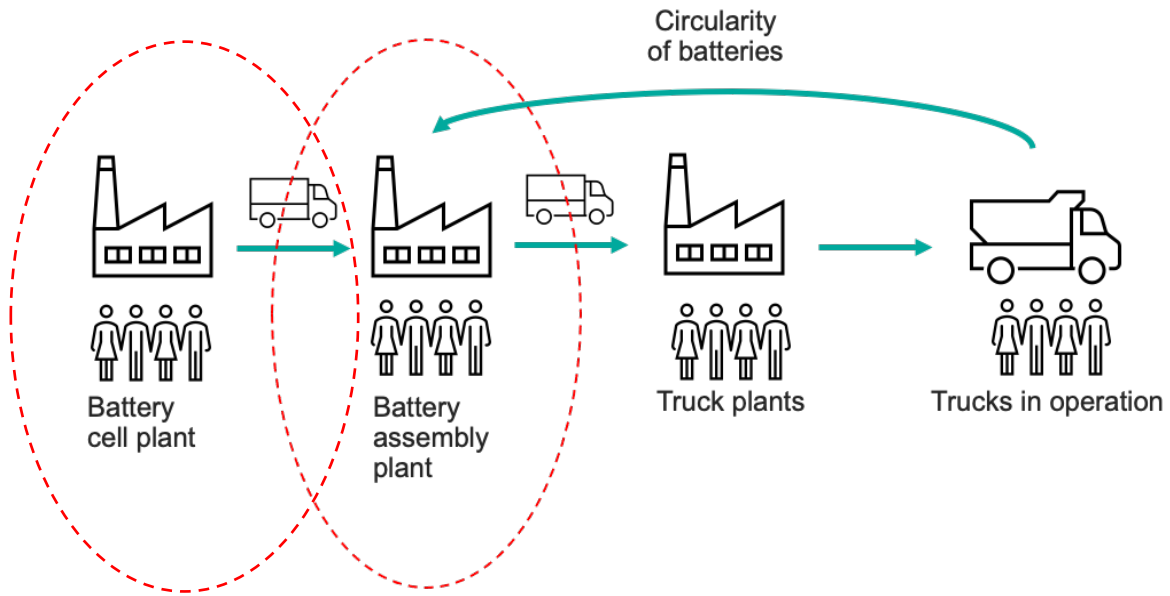 Circularity
of batteries
Battery
cell plant
Battery
assembly
plant
Truck plants
Trucks in operation